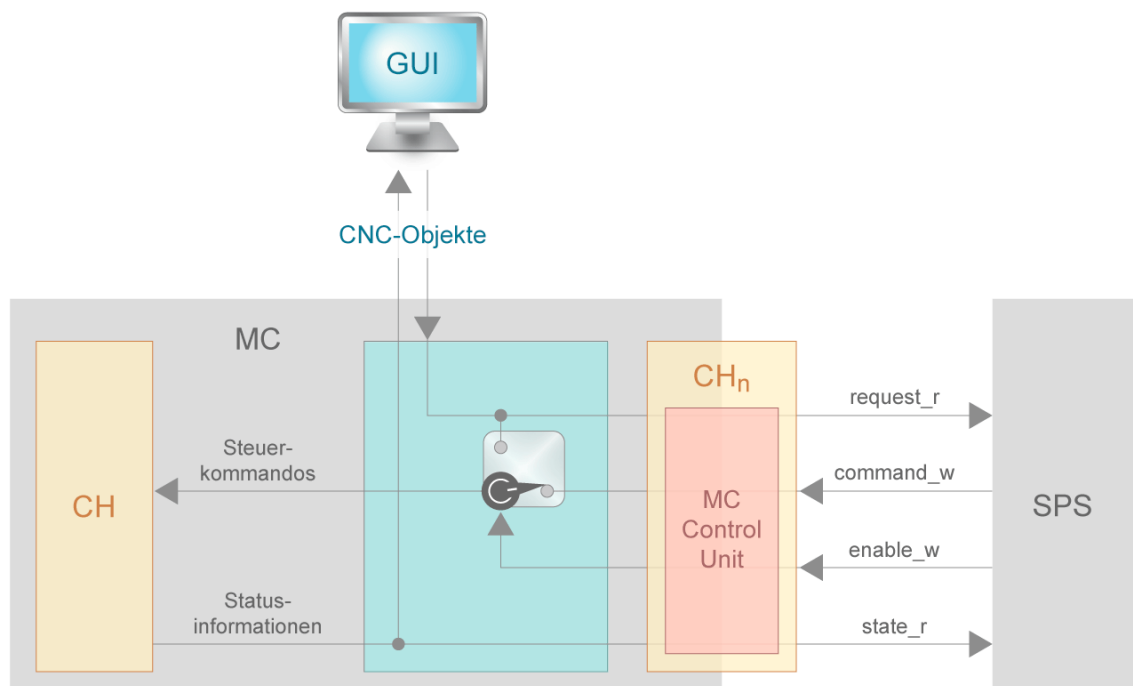 GUI
CNC-Objekte
MC
CHn
request_r
Steuer-
kommandos
command_w
CH
MC
Control
Unit
SPS
enable_w
Status-
informationen
state_r